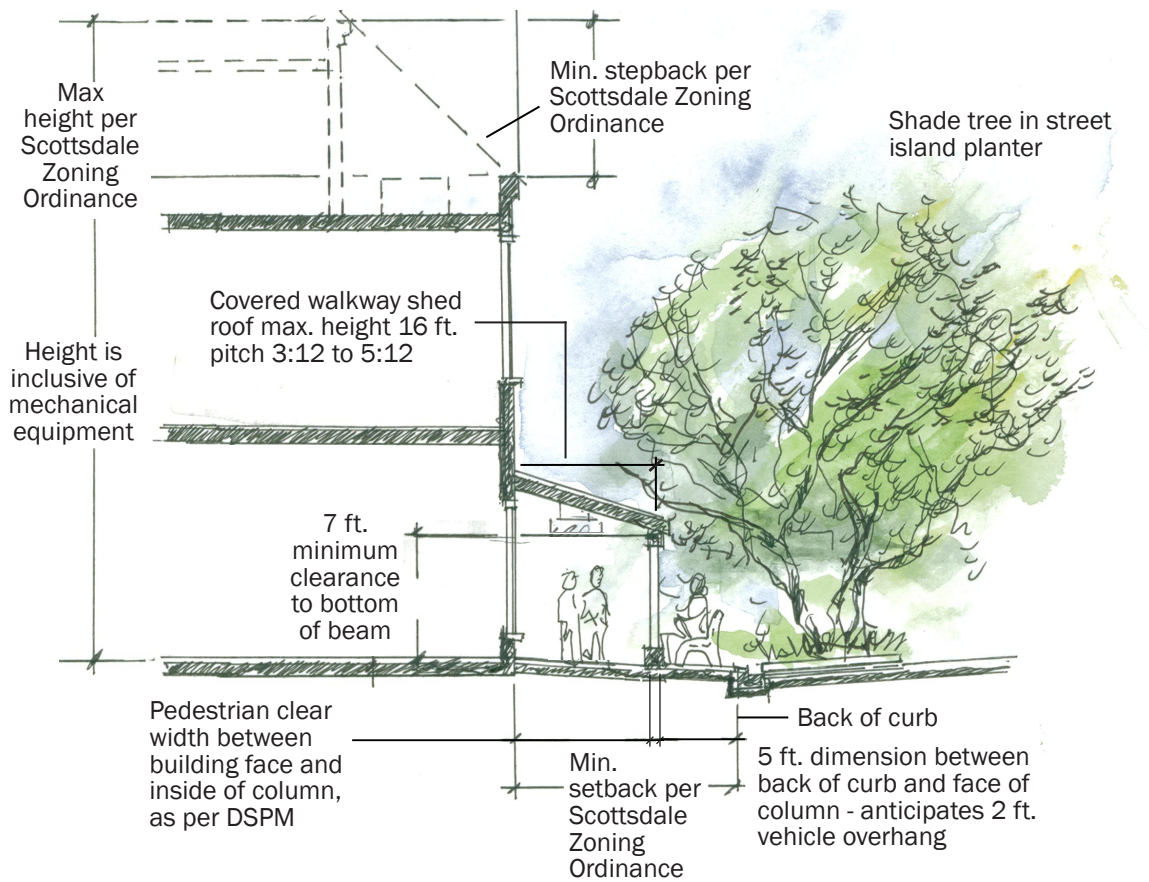 Max
height per
Scottsdale
Zoning
Ordinance
Min. stepback per
Scottsdale Zoning
Ordinance
Shade tree in street
island planter
Covered walkway shed
roof max. height 16 ft.
pitch 3:12 to 5:12
Height is
inclusive of
mechanical
equipment
7 ft.
minimum
clearance
to bottom
of beam
Pedestrian clear
width between
building face and
inside of column,
as per DSPM
Back of curb
Min.
setback per
Scottsdale
Zoning
Ordinance
5 ft. dimension between
back of curb and face of
column - anticipates 2 ft.
vehicle overhang